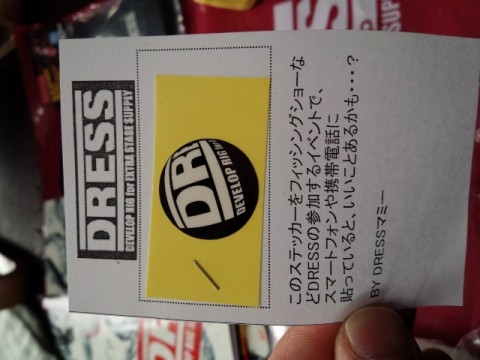 DRESS
DEVELOP RIG for EXTRA STAGE SUPPLY
DR
DEVELOP RIG
このステッカーをフィッシングショーな
どDRESSの参加するイベントで、
スマートフォンや携帯電話に
貼っていると、いいことあるかも・・・？
BY DRESSマミー